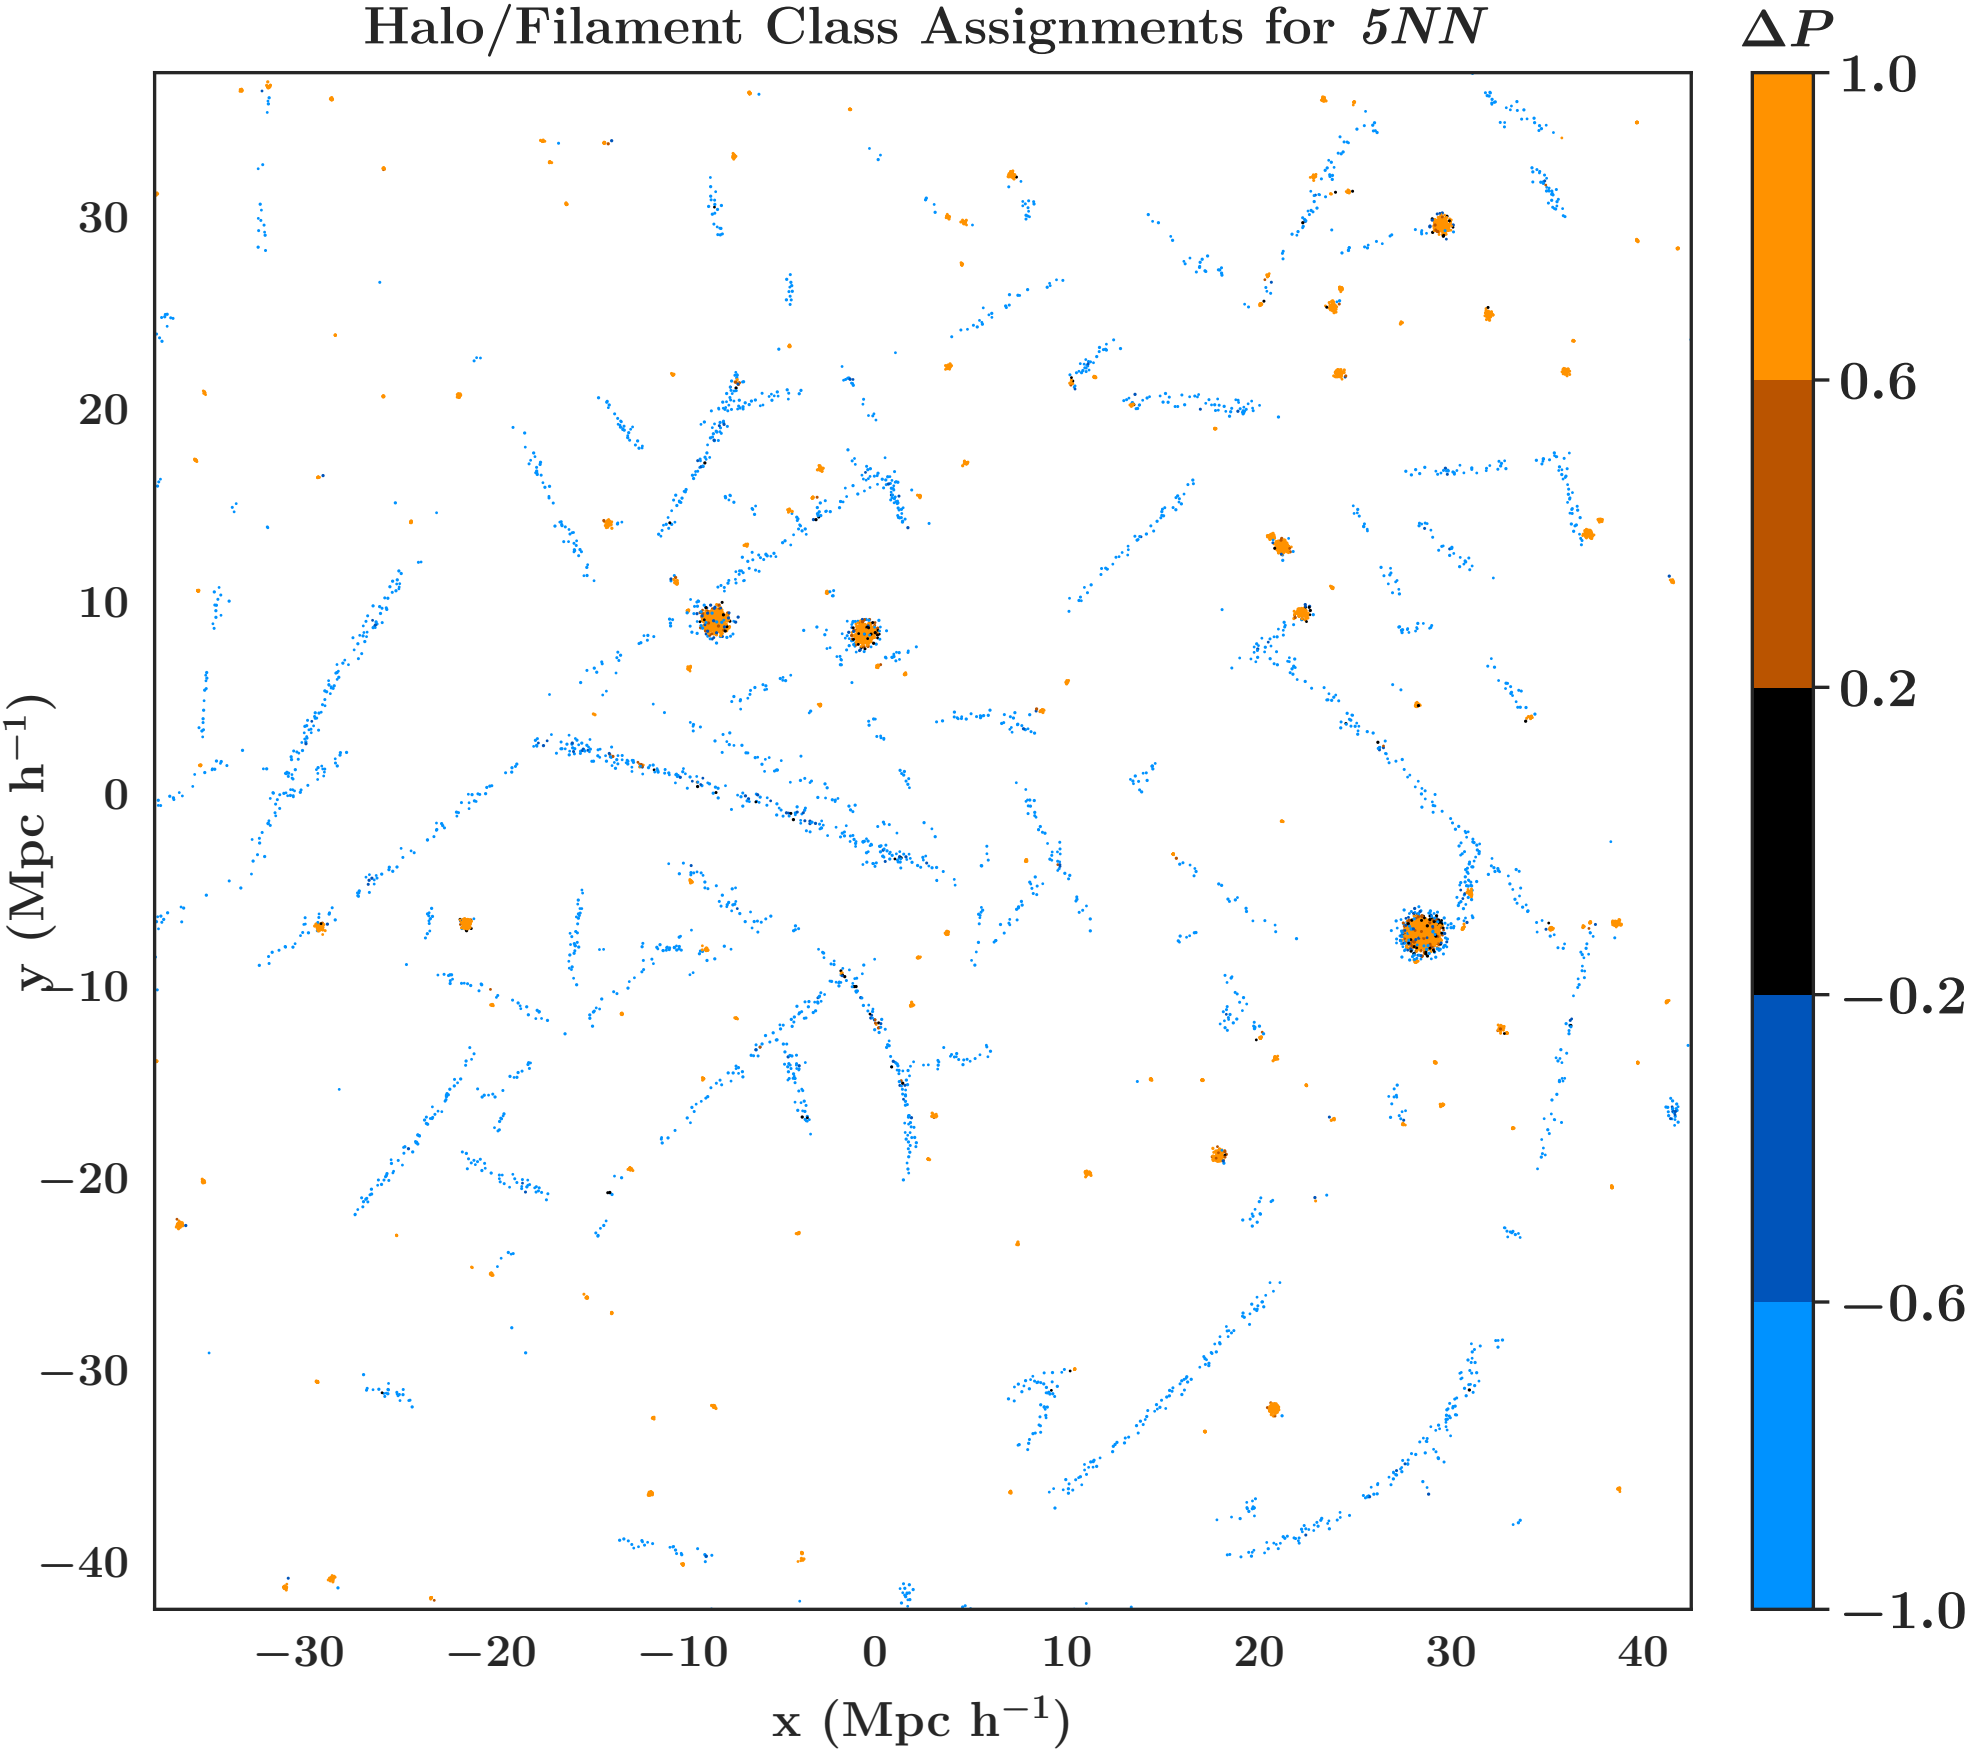 Halo/Filament Class Assignments for 5NN
ΔP
1.0
0.6
0.2
−0.2
−0.6
−1.0
30
20
10
0
−10
−20
−30
−40
y (Mpc h⁻¹)
−30 −20 −10 0 10 20 30 40
x (Mpc h⁻¹)